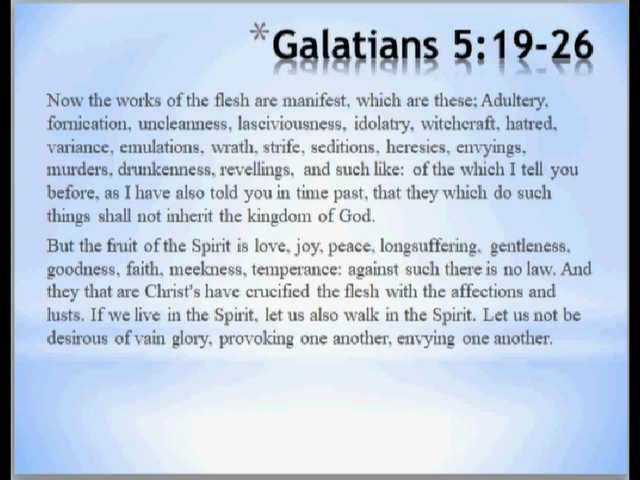 *Galatians 5:19-26
Now the works of the flesh are manifest, which are these; Adultery,
fornication, uncleanness, lasciviousness, idolatry, witchcraft, hatred,
variance, emulations, wrath, strife, seditions, heresies, envyings,
murders, drunkenness, revellings, and such like: of the which I tell you
before, as I have also told you in time past, that they which do such
things shall not inherit the kingdom of God.
But the fruit of the Spirit is love, joy, peace, longsuffering, gentleness,
goodness, faith, meekness, temperance: against such there is no law. And
they that are Christ's have crucified the flesh with the affections and
lusts. If we live in the Spirit, let us also walk in the Spirit. Let us not be
desirous of vain glory, provoking one another, envying one another.